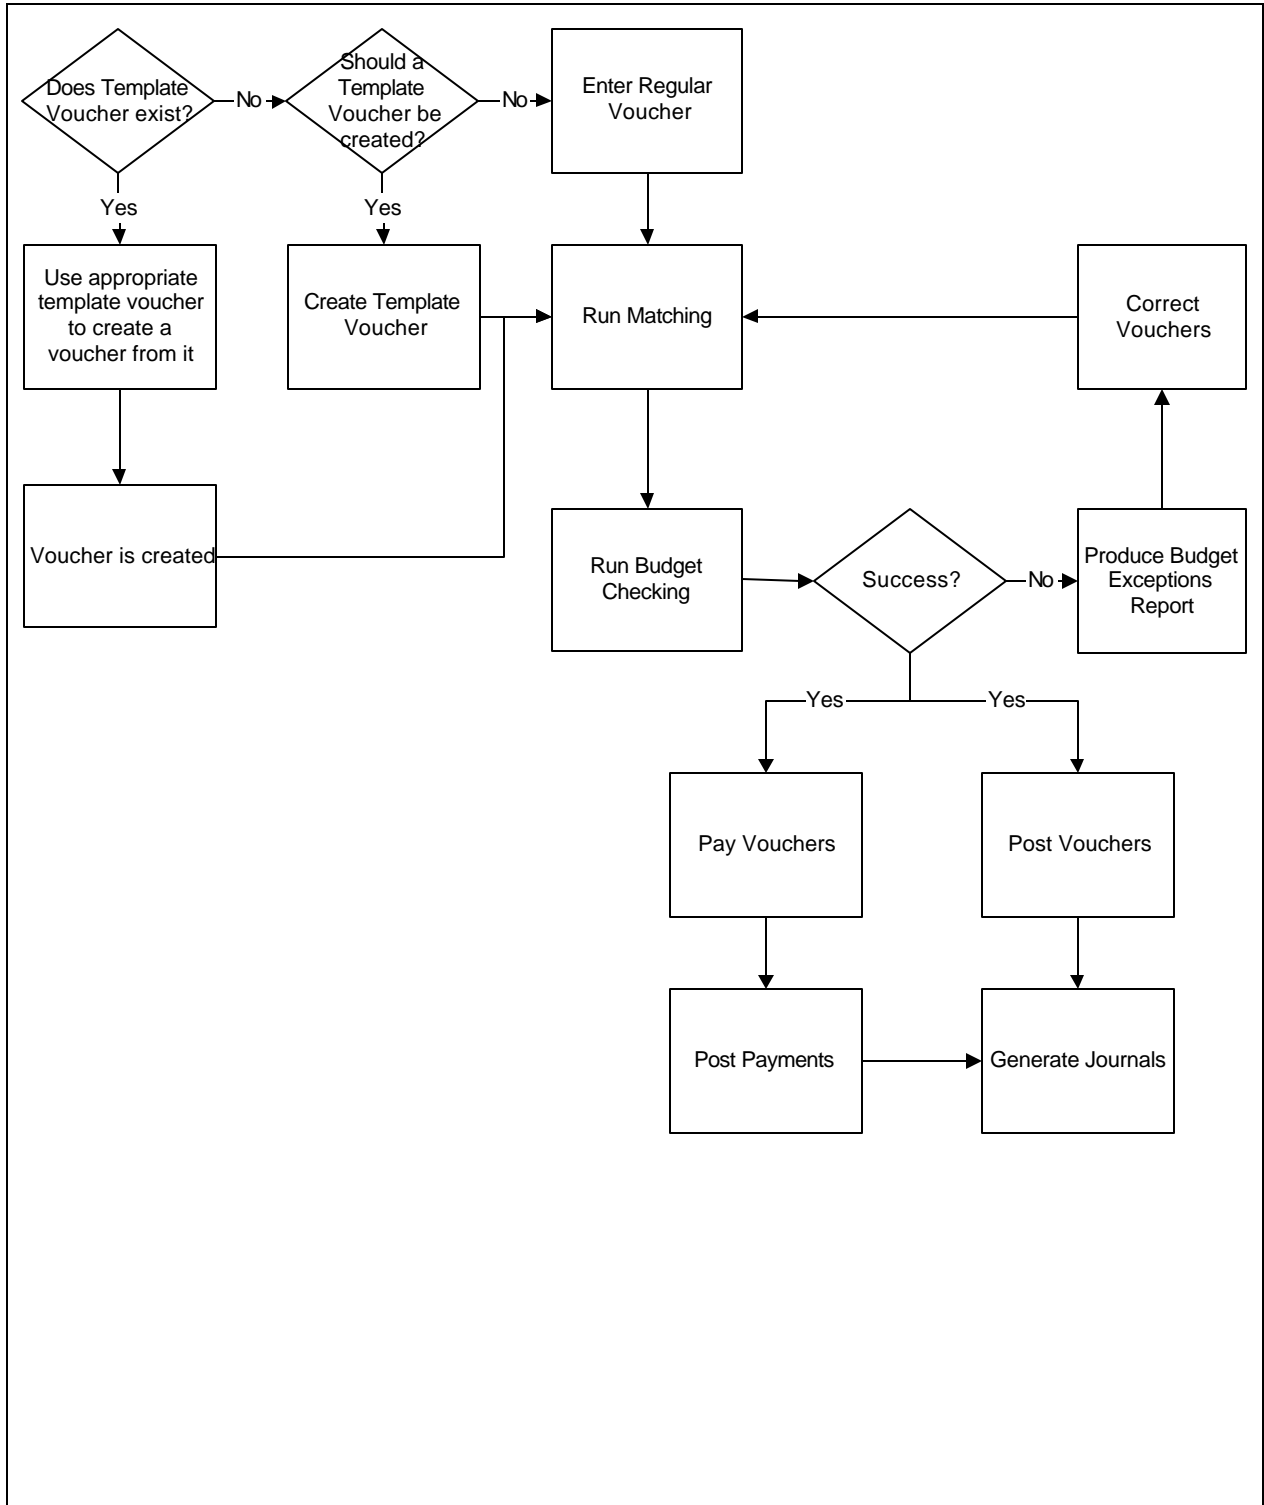 Does Template
Voucher exist?
No
Should a
Template
Voucher be
created?
No
Enter Regular
Voucher
Yes
Yes
Use appropriate
template voucher
to create a
voucher from it
Create Template
Voucher
Run Matching
Correct
Vouchers
Voucher is created
Run Budget
Checking
Success?
No
Produce Budget
Exceptions
Report
Yes
Yes
Pay Vouchers
Post Vouchers
Post Payments
Generate Journals